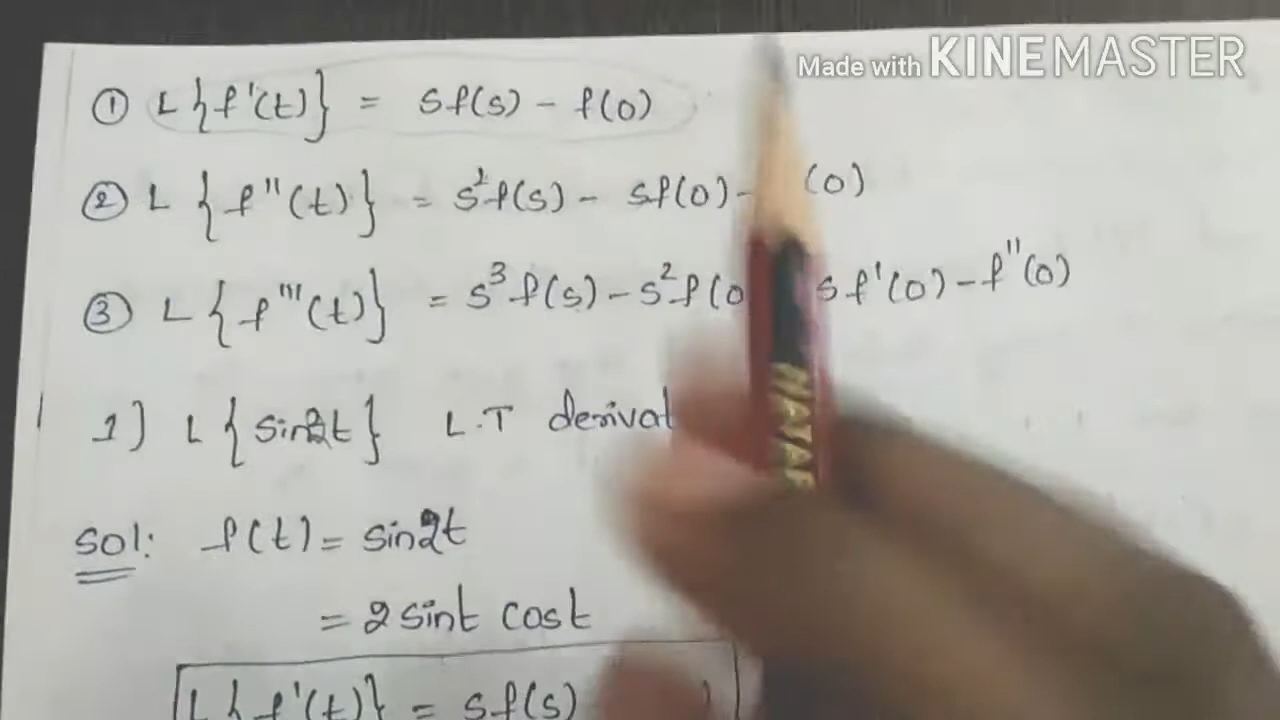 Made with KINEMASTER
① L{f'(t)} = sf(s) - f(0)
② L{f''(t)} = s²f(s) - sf(0) - (0)
③ L{f'''(t)} = s³f(s) - s²f(0 sf'(0) - f''(0)
1) L{sin2t} L.T derivat
Sol: f(t) = sin2t
= 2 sint cost
L{f'(t)} = sf(s) )